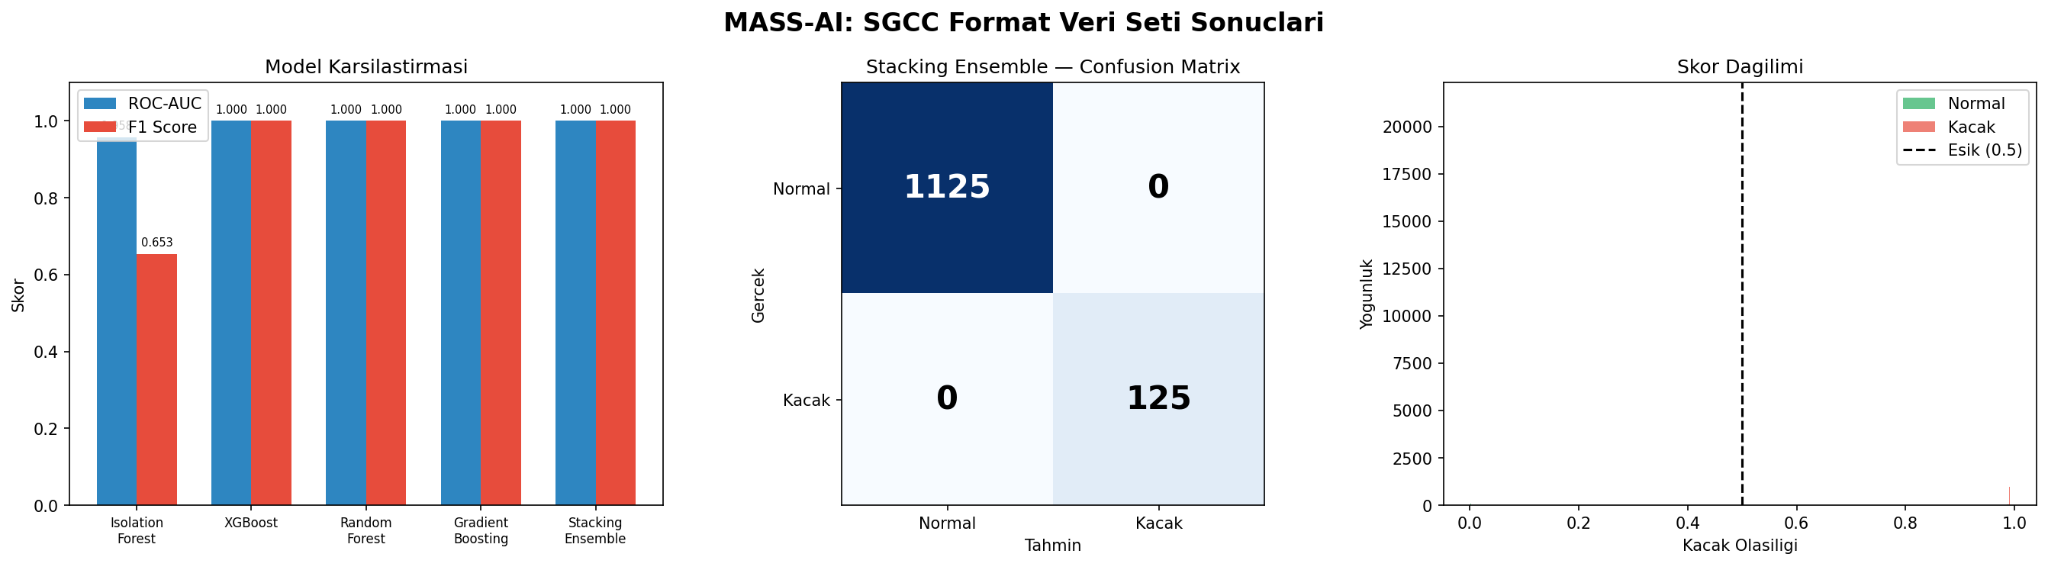 MASS-AI: SGCC Format Veri Seti Sonuclari
Model Karsilastirmasi
ROC-AUC
F1 Score
0.653
1.000 1.000
1.000 1.000
1.000 1.000
1.000 1.000
1.0
0.8
0.6
0.4
0.2
0.0
Skor
Isolation
Forest
XGBoost
Random
Forest
Gradient
Boosting
Stacking
Ensemble
Stacking Ensemble — Confusion Matrix
Gercek
Normal
Kacak
1125
0
0
125
Normal
Kacak
Tahmin
Skor Dagilimi
Normal
Kacak
Esik (0.5)
Yogunluk
20000
17500
15000
12500
10000
7500
5000
2500
0
0.0
0.2
0.4
0.6
0.8
1.0
Kacak Olasiligi